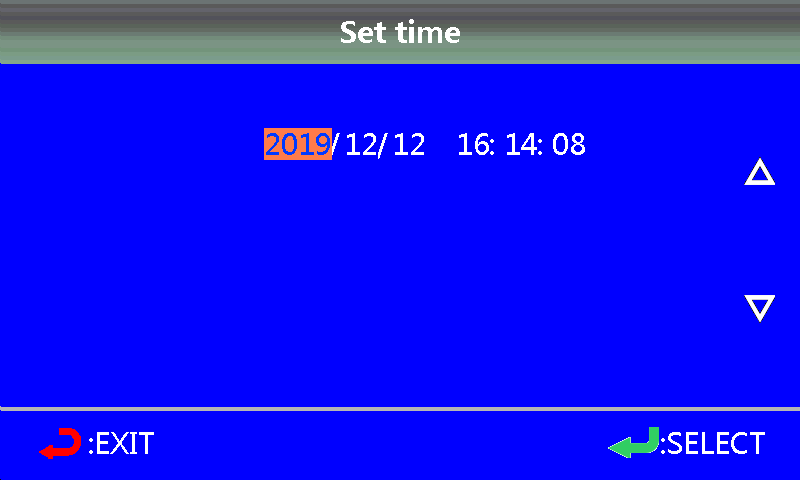 Set time
2019/ 12/ 12 16: 14: 08
:EXIT
:SELECT